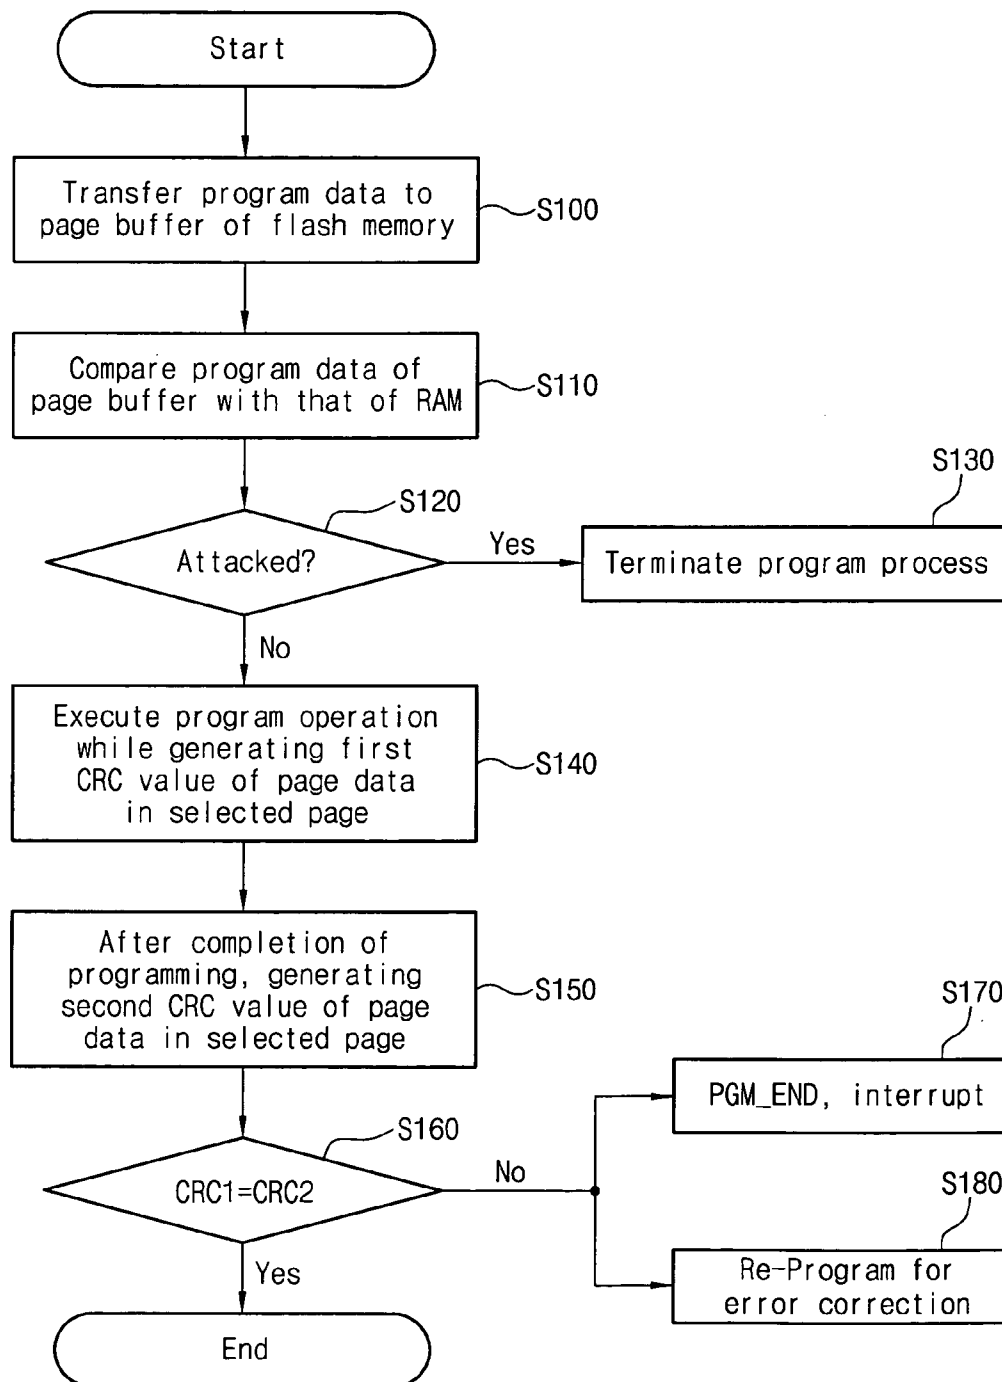 Start
Transfer program data to
page buffer of flash memory
S100
Compare program data of
page buffer with that of RAM
S110
S120
Attacked?
Yes
S130
Terminate program process
No
Execute program operation
while generating first
CRC value of page data
in selected page
S140
After completion of
programming, generating
second CRC value of page
data in selected page
S150
S160
CRC1=CRC2
No
S170
PGM_END, interrupt
S180
Re-Program for
error correction
Yes
End